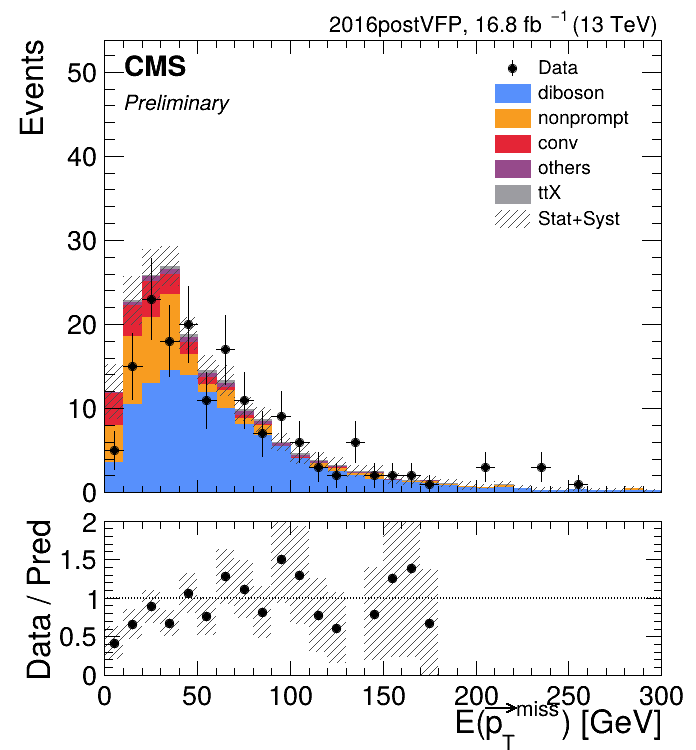 2016postVFP, 16.8 fb ⁻¹ (13 TeV)
Events
50
40
30
20
10
0
CMS
Preliminary
Data
diboson
nonprompt
conv
others
ttX
Stat+Syst
Data / Pred
2
1.5
1
0.5
0
0 50 100 150 200 250 300
E(p_T^miss) [GeV]